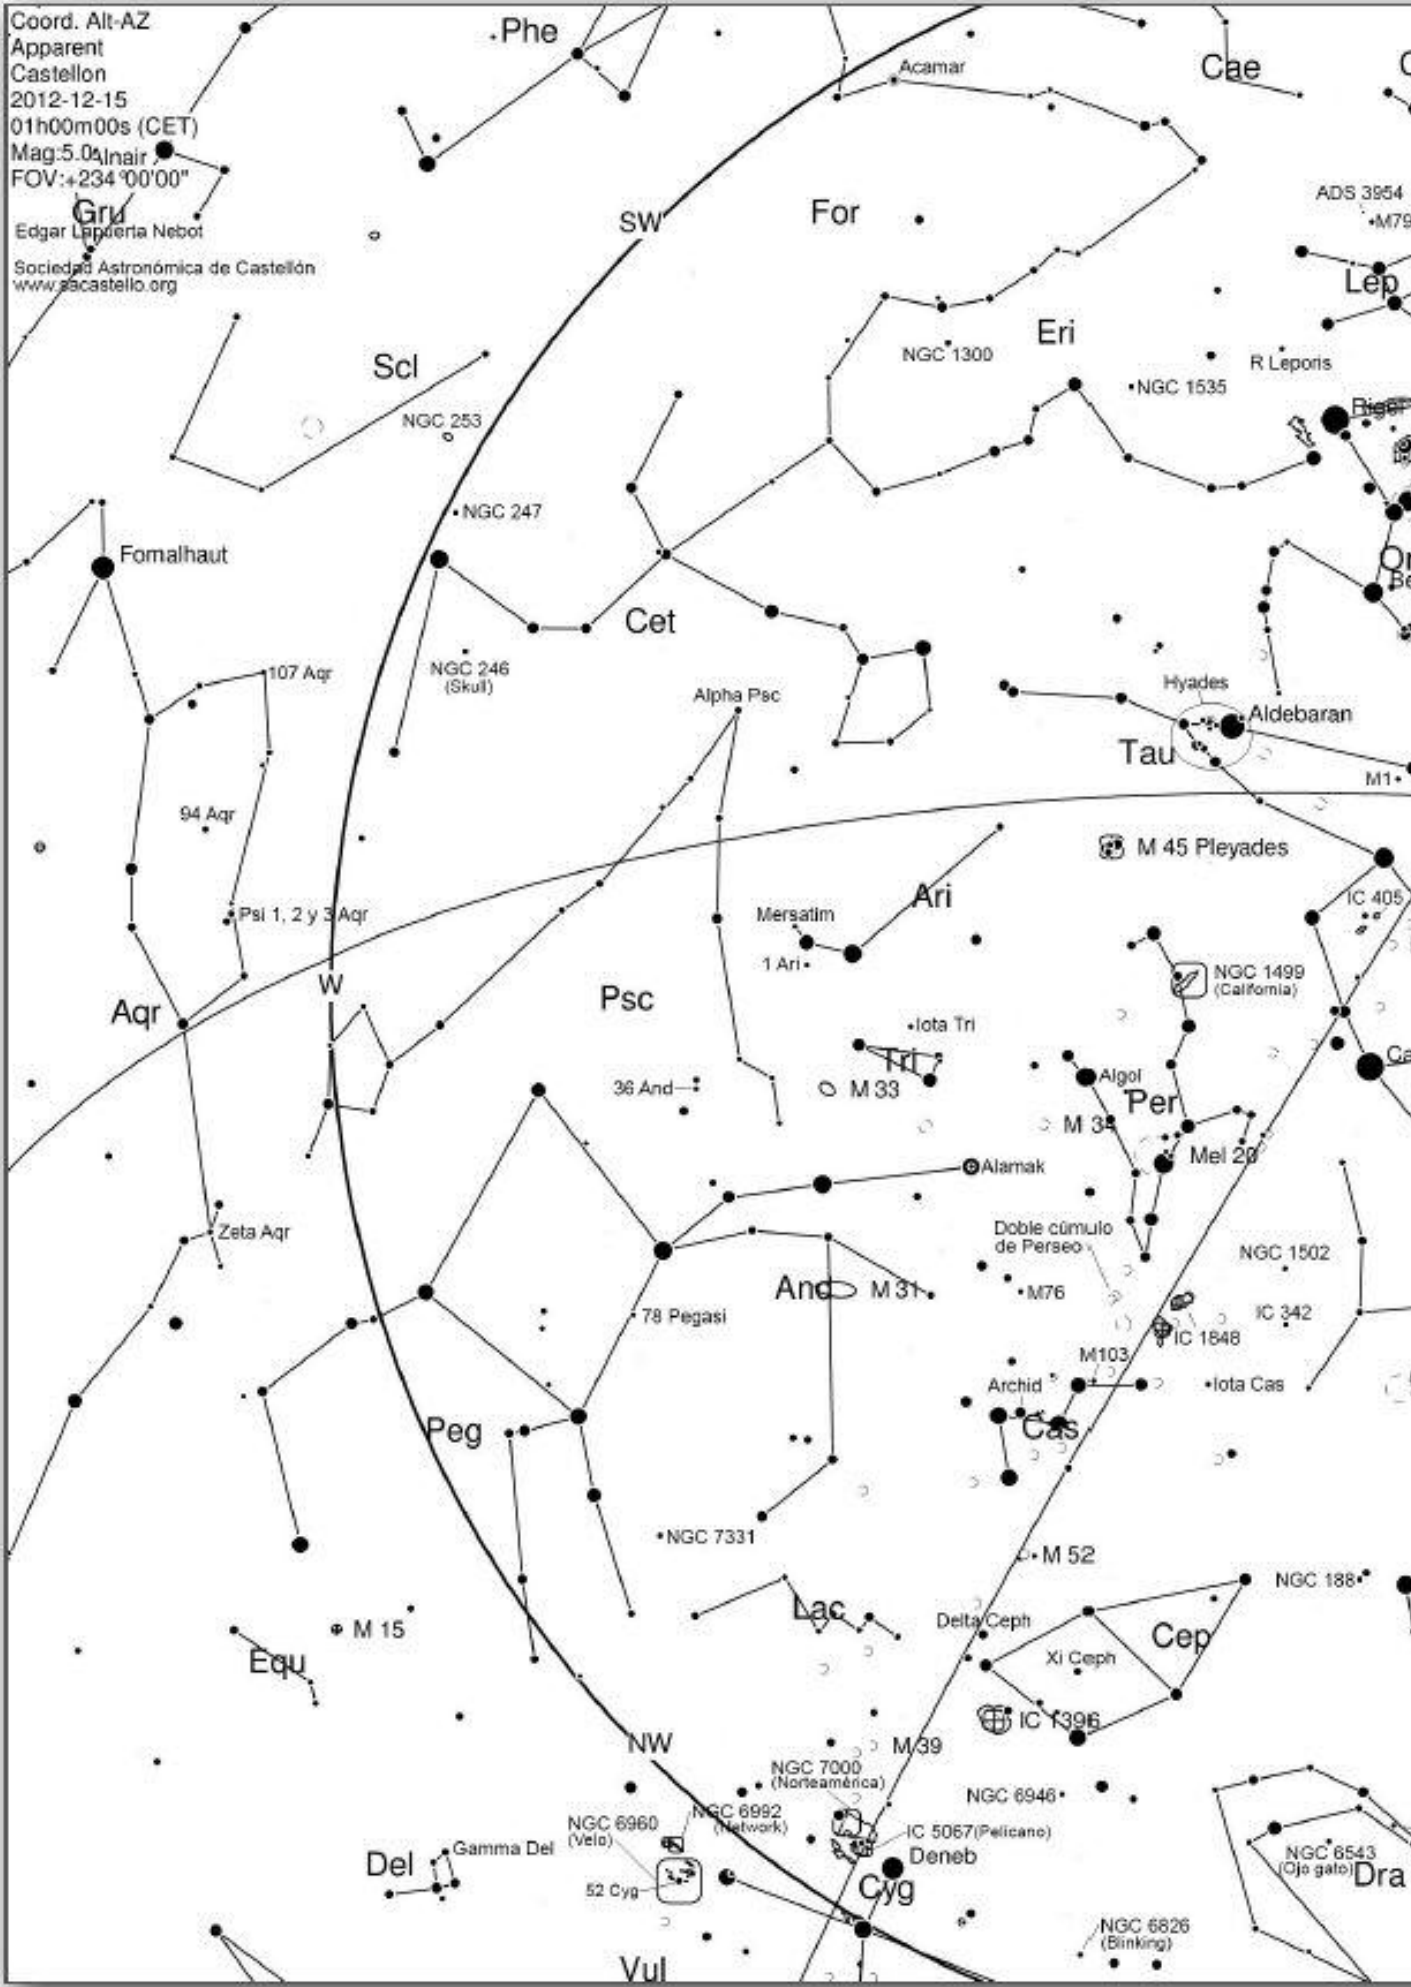 Coord. Alt-AZ
Apparent
Castellon
2012-12-15
01h00m00s (CET)
Mag:5.0
Alnair
FOV:+234°00'00"
Gru
Edgar Lapuerta Nebot
Sociedad Astronómica de Castellón
www.sacastello.org
Phe
Acamar
Cae
SW
For
ADS 3954
M79
Lep
Eri
NGC 1300
R Leporis
Scl
NGC 1535
Rigel
NGC 253
NGC 247
Fomalhaut
Cet
NGC 246
(Skull)
107 Aqr
Hyades
Alpha Psc
Aldebaran
Tau
M1
94 Aqr
M 45 Pleyades
Ari
IC 405
Mersatim
Psi 1, 2 y 3 Aqr
1 Ari
NGC 1499
(California)
W
Psc
Aqr
Iota Tri
Tri
Algol
36 And
M 33
Per
M 34
Mel 20
Alamak
Zeta Aqr
Doble cúmulo
de Perseo
NGC 1502
And
M 31
M76
78 Pegasi
IC 342
IC 1848
M103
Archid
Iota Cas
Peg
Cas
NGC 7331
M 52
NGC 188
Lac
Delta Ceph
M 15
Cep
Equ
Xi Ceph
IC 1396
NW
M 39
NGC 7000
(Norteamérica)
NGC 6946
NGC 6960
(Velo)
NGC 6992
(Network)
IC 5067(Pelicano)
Gamma Del
Deneb
NGC 6543
(Ojo gato)
Del
Dra
52 Cyg
Cyg
NGC 6826
(Blinking)
Vul